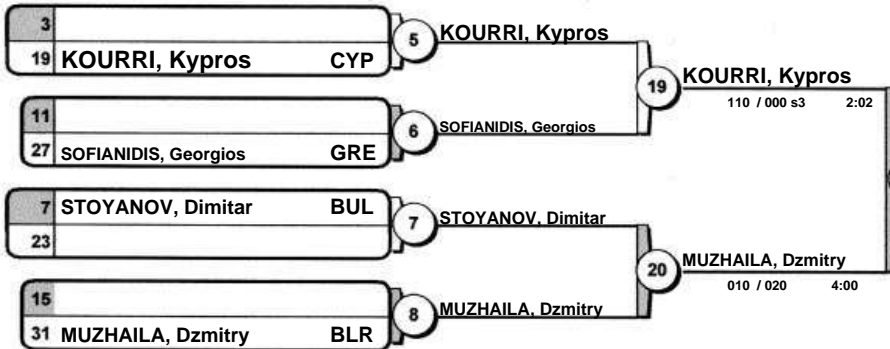 3
19 KOURRI, Kypros CYP
5
KOURRI, Kypros
11
27 SOFIANIDIS, Georgios GRE
6
SOFIANIDIS, Georgios
19
KOURRI, Kypros
110 / 000 s3 2:02
7 STOYANOV, Dimitar BUL
23
7
STOYANOV, Dimitar
15
31 MUZHAILA, Dzmitry BLR
8
MUZHAILA, Dzmitry
20
MUZHAILA, Dzmitry
010 / 020 4:00